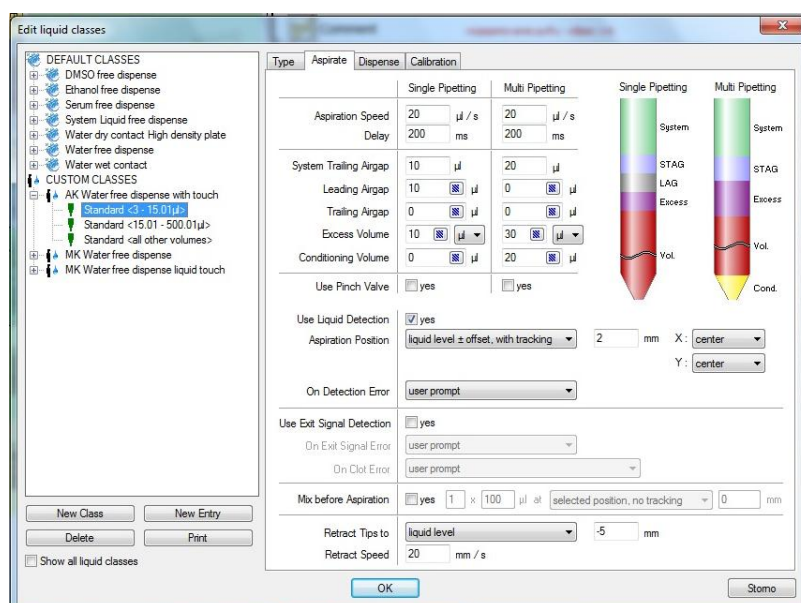 Comment
Edit liquid classes
DEFAULT CLASSES
DMSO free dispense
Ethanol free dispense
Serum free dispense
System Liquid free dispense
Water dry contact High density plate
Water free dispense
Water wet contact
CUSTOM CLASSES
AK Water free dispense with touch
Standard <3 - 15.01µl>
Standard <15.01 - 500.01µl>
Standard <all other volumes>
MK Water free dispense
MK Water free dispense liquid touch
New Class New Entry
Delete Print
Show all liquid classes
Type Aspirate Dispense Calibration
Single Pipetting Multi Pipetting
Aspiration Speed 20 µl / s 20 µl / s
Delay 200 ms 200 ms
System Trailing Airgap 10 µl 20 µl
Leading Airgap 10 µl 0 µl
Trailing Airgap 0 µl 0 µl
Excess Volume 10 µl 30 µl
Conditioning Volume 0 µl 20 µl
Use Pinch Valve yes yes
Single Pipetting Multi Pipetting
System System
STAG STAG
LAG
Excess Excess
Vol. Vol.
Cond.
Use Liquid Detection yes
Aspiration Position liquid level ± offset, with tracking 2 mm X : center
Y : center
On Detection Error user prompt
Use Exit Signal Detection yes
On Exit Signal Error user prompt
On Clot Error user prompt
Mix before Aspiration yes 1 x 100 µl at selected position, no tracking 0 mm
Retract Tips to liquid level -5 mm
Retract Speed 20 mm / s
OK Storno